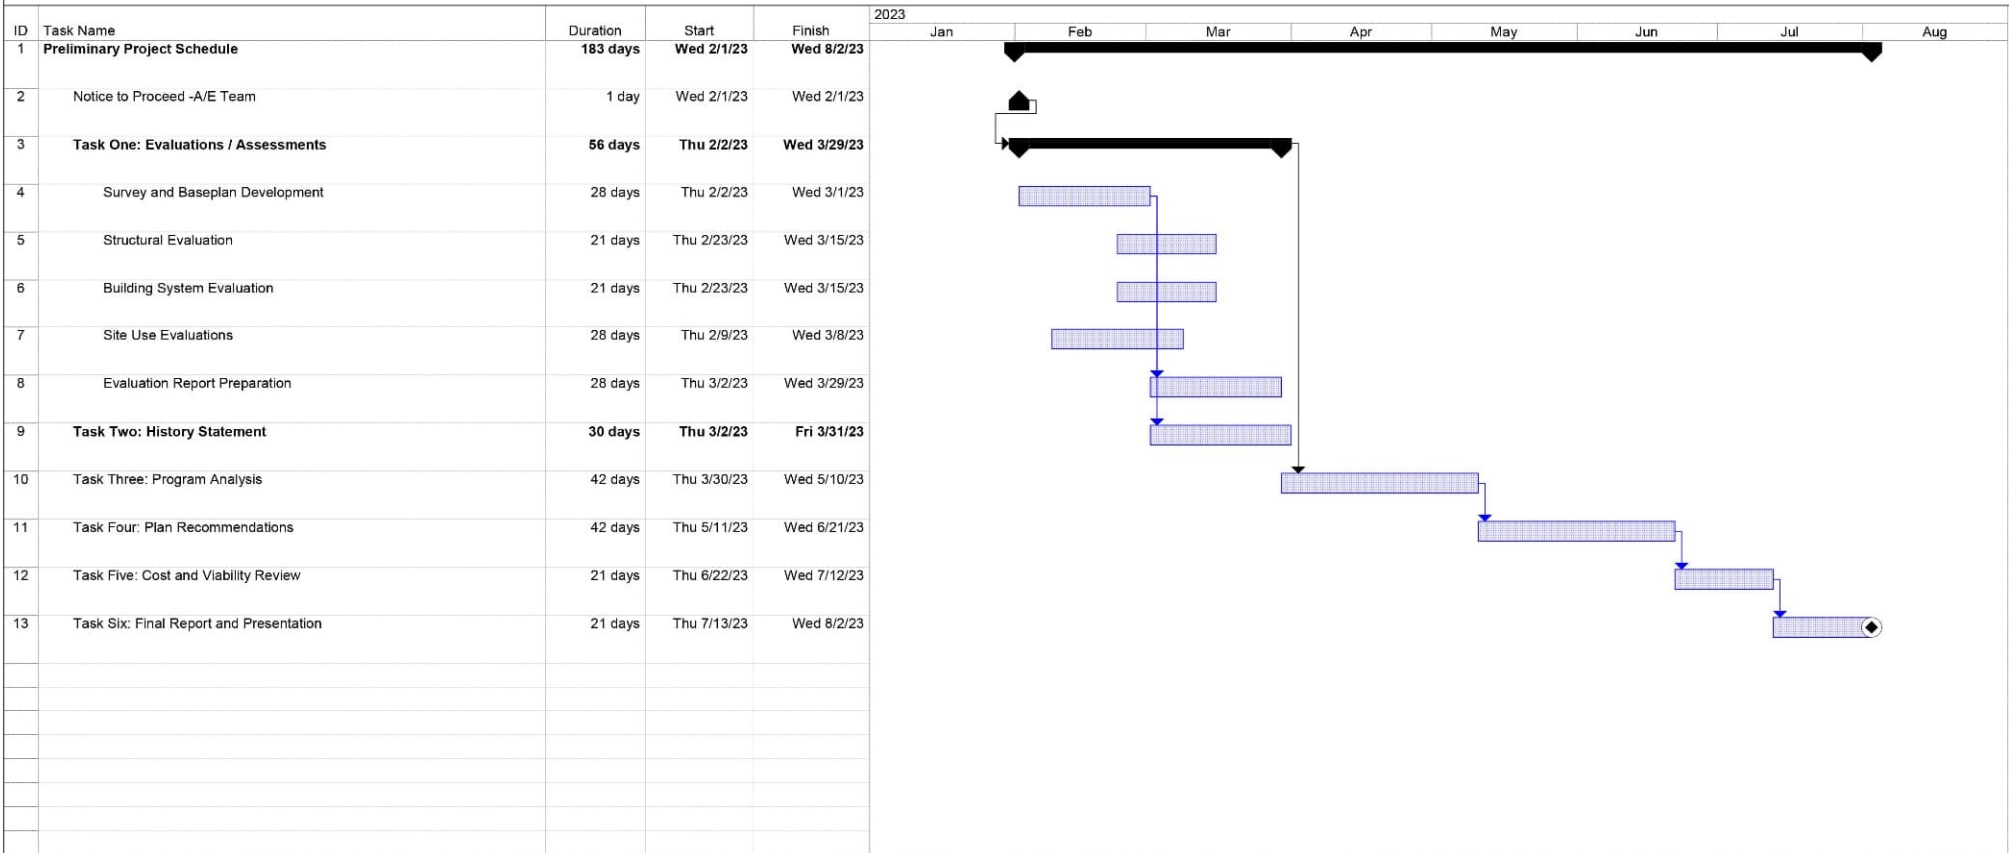 2023
ID Task Name Duration Start Finish Jan Feb Mar Apr May Jun Jul Aug
1 Preliminary Project Schedule 183 days Wed 2/1/23 Wed 8/2/23
2 Notice to Proceed -A/E Team 1 day Wed 2/1/23 Wed 2/1/23
3 Task One: Evaluations / Assessments 56 days Thu 2/2/23 Wed 3/29/23
4 Survey and Baseplan Development 28 days Thu 2/2/23 Wed 3/1/23
5 Structural Evaluation 21 days Thu 2/23/23 Wed 3/15/23
6 Building System Evaluation 21 days Thu 2/23/23 Wed 3/15/23
7 Site Use Evaluations 28 days Thu 2/9/23 Wed 3/8/23
8 Evaluation Report Preparation 28 days Thu 3/2/23 Wed 3/29/23
9 Task Two: History Statement 30 days Thu 3/2/23 Fri 3/31/23
10 Task Three: Program Analysis 42 days Thu 3/30/23 Wed 5/10/23
11 Task Four: Plan Recommendations 42 days Thu 5/11/23 Wed 6/21/23
12 Task Five: Cost and Viability Review 21 days Thu 6/22/23 Wed 7/12/23
13 Task Six: Final Report and Presentation 21 days Thu 7/13/23 Wed 8/2/23